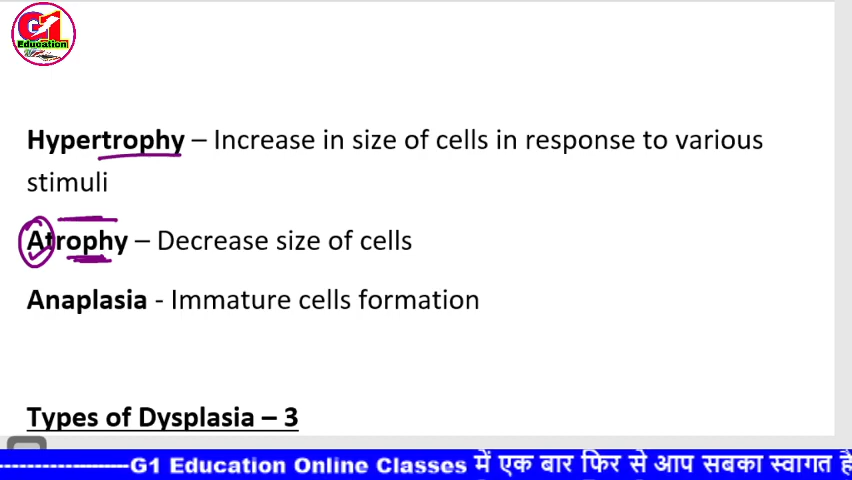 G1
Education
Hypertrophy – Increase in size of cells in response to various
stimuli
Atrophy – Decrease size of cells
Anaplasia - Immature cells formation
Types of Dysplasia – 3
G1 Education Online Classes में एक बार फिर से आप सबका स्वागत है